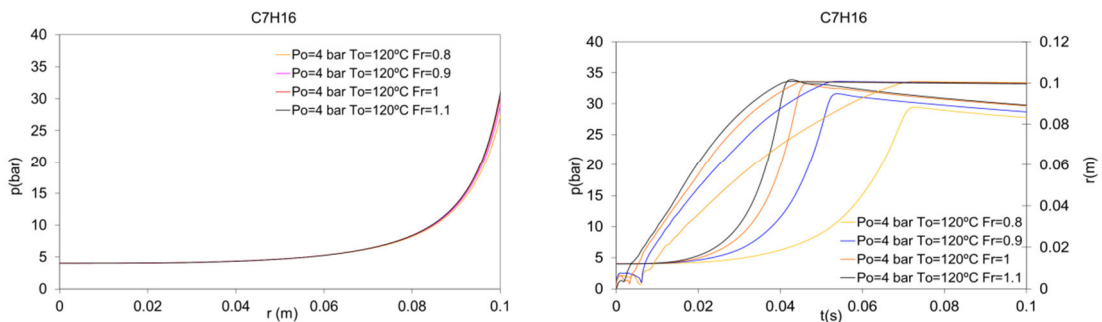 C7H16
40
35
30
25
20
15
10
5
0
p(bar)
Po=4 bar To=120ºC Fr=0.8
Po=4 bar To=120ºC Fr=0.9
Po=4 bar To=120ºC Fr=1
Po=4 bar To=120ºC Fr=1.1
0 0.02 0.04 0.06 0.08 0.1
r (m)
C7H16
40
35
30
25
20
15
10
5
0
p(bar)
0.12
0.1
0.08
0.06
0.04
0.02
0
r(m)
Po=4 bar To=120ºC Fr=0.8
Po=4 bar To=120ºC Fr=0.9
Po=4 bar To=120ºC Fr=1
Po=4 bar To=120ºC Fr=1.1
0 0.02 0.04 0.06 0.08 0.1
t(s)